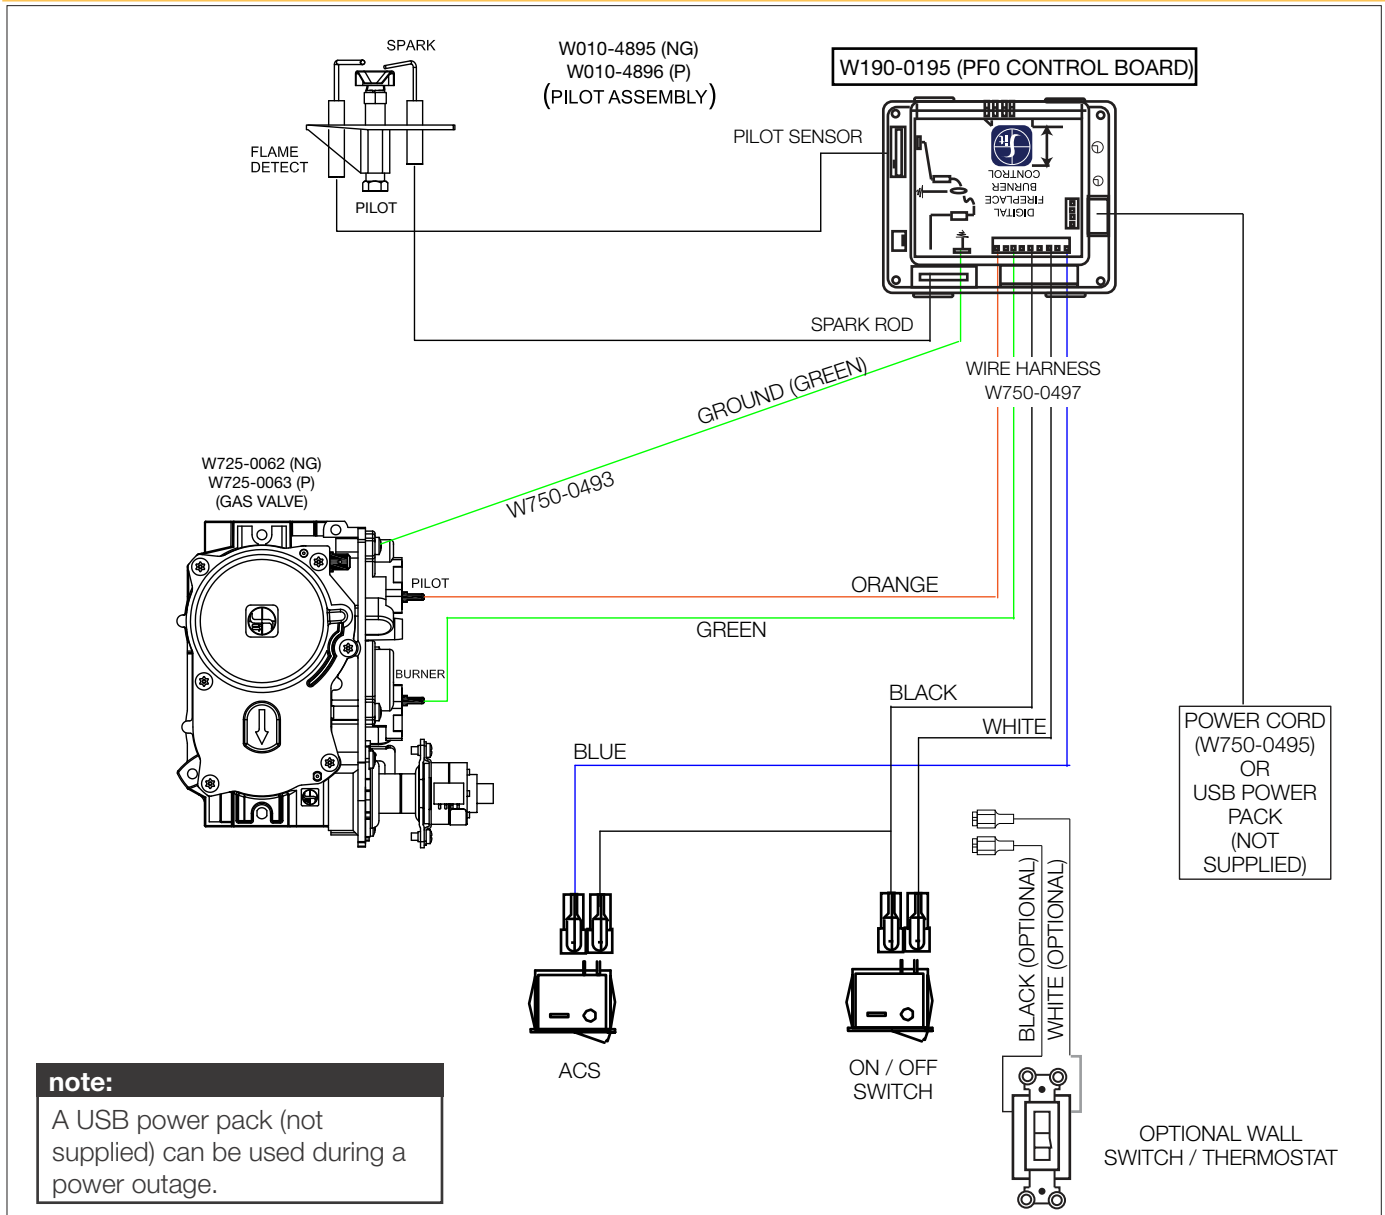 SPARK
W010-4895 (NG)
W010-4896 (P)
(PILOT ASSEMBLY)
W190-0195 (PF0 CONTROL BOARD)
PILOT SENSOR
FLAME
DETECT
PILOT
sit
DIGITAL
FIREPLACE
BURNER
CONTROL
SPARK ROD
WIRE HARNESS
W750-0497
GROUND (GREEN)
W750-0493
W725-0062 (NG)
W725-0063 (P)
(GAS VALVE)
PILOT
ORANGE
GREEN
BURNER
BLACK
WHITE
BLUE
POWER CORD
(W750-0495)
OR
USB POWER
PACK
(NOT
SUPPLIED)
BLACK (OPTIONAL)
WHITE (OPTIONAL)
ACS
ON / OFF
SWITCH
OPTIONAL WALL
SWITCH / THERMOSTAT
note:
A USB power pack (not
supplied) can be used during a
power outage.